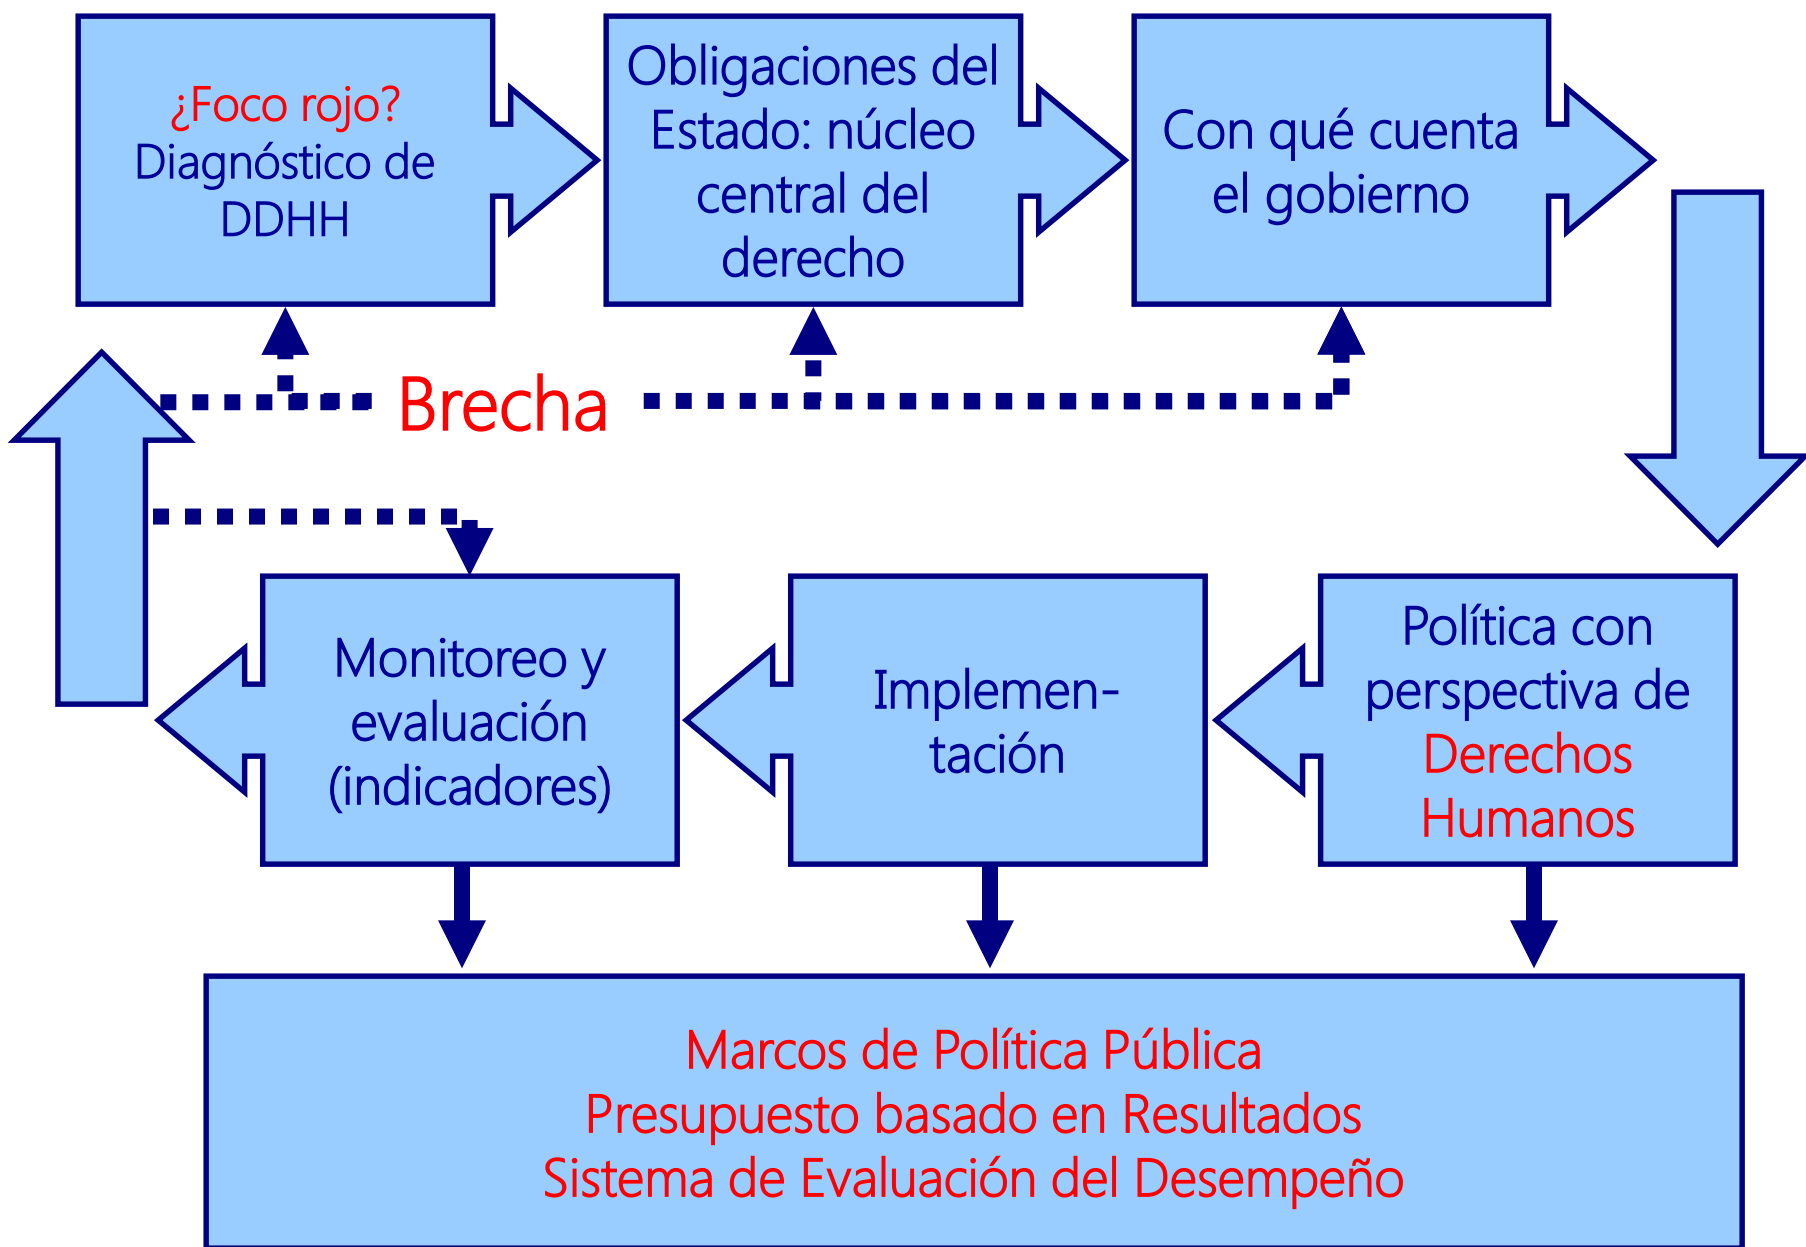 ¿Foco rojo?
Diagnóstico de
DDHH
Obligaciones del
Estado: núcleo
central del
derecho
Con qué cuenta
el gobierno
Brecha
Monitoreo y
evaluación
(indicadores)
Implemen-
tación
Política con
perspectiva de
Derechos
Humanos
Marcos de Política Pública
Presupuesto basado en Resultados
Sistema de Evaluación del Desempeño